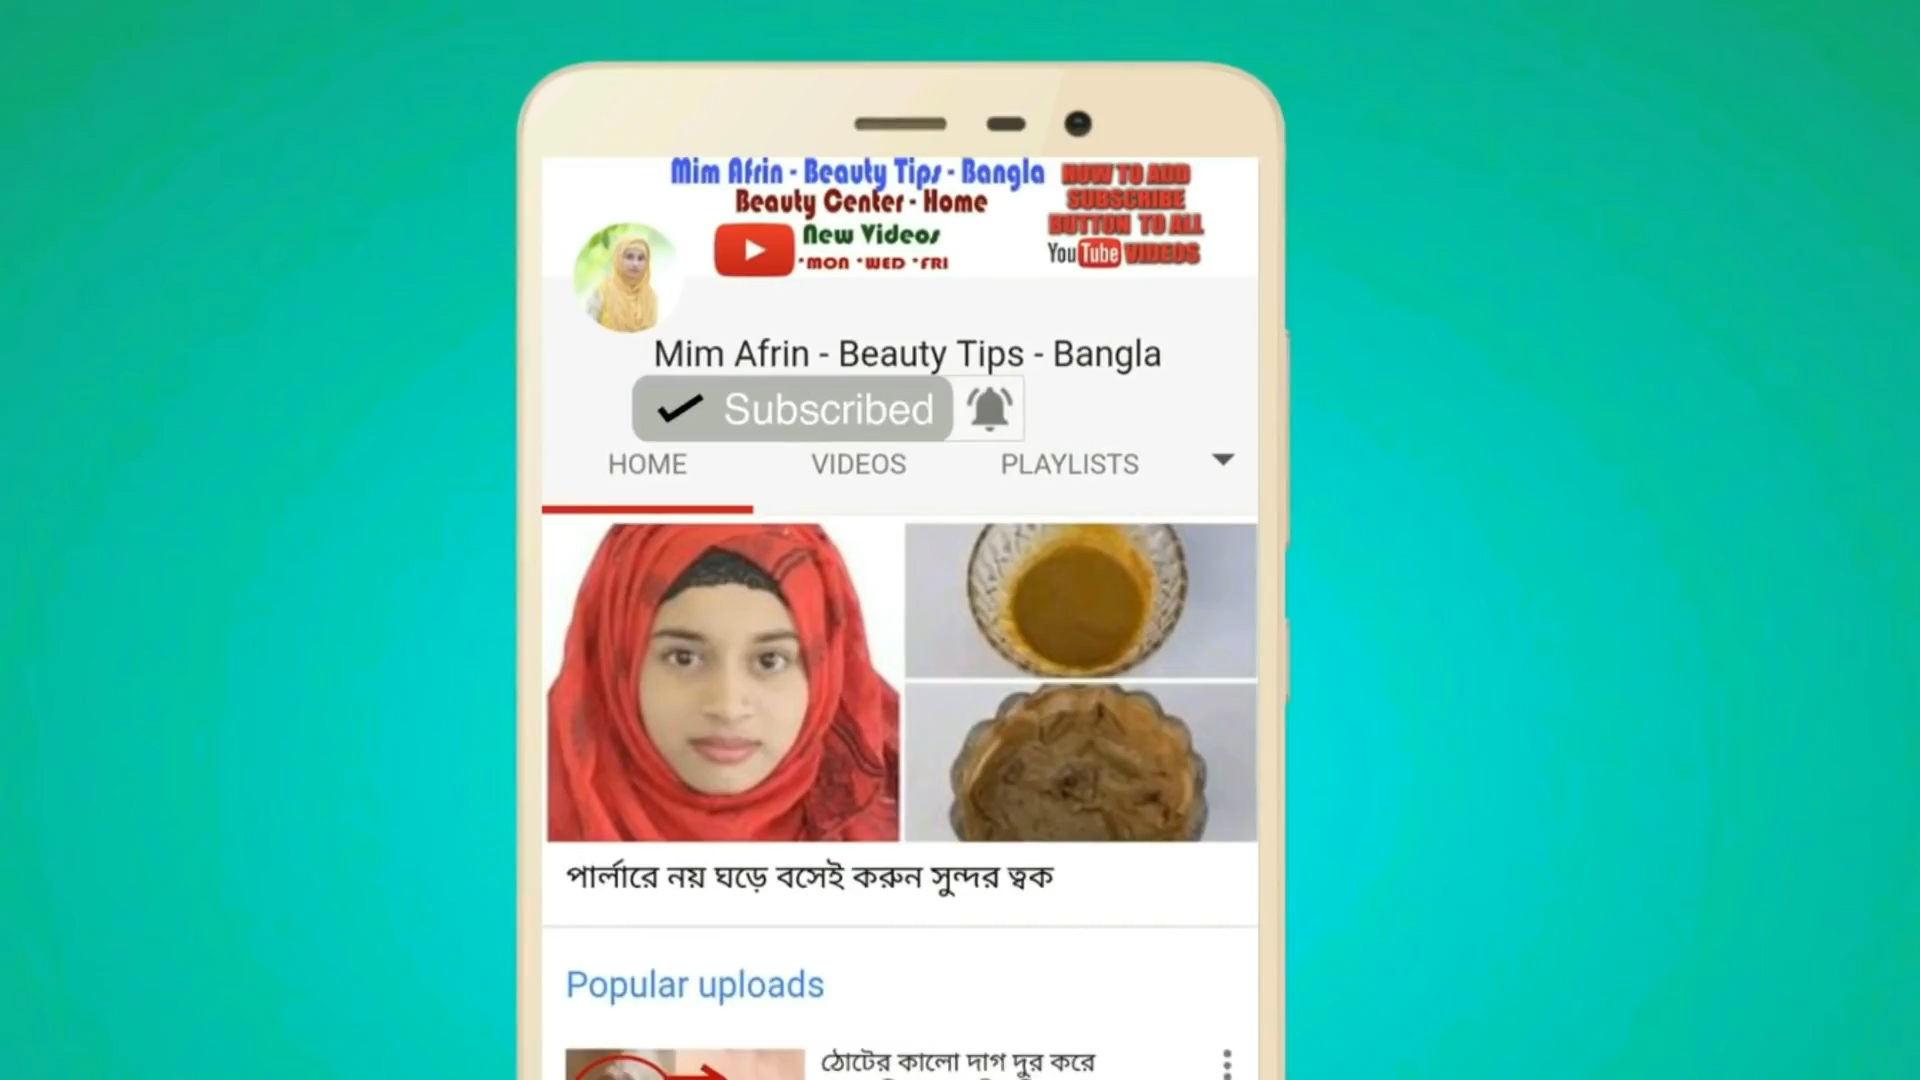 Mim Afrin - Beauty Tips - Bangla
Beauty Center - Home
New Videos
*MON *WED *FRI
HOW TO ADD
SUBSCRIBE
BUTTON TO ALL
YouTube VIDEOS
Mim Afrin - Beauty Tips - Bangla
Subscribed
HOME VIDEOS PLAYLISTS
পার্লারে নয় ঘড়ে বসেই করুন সুন্দর ত্বক
Popular uploads
ঠোটের কালো দাগ দুর করে